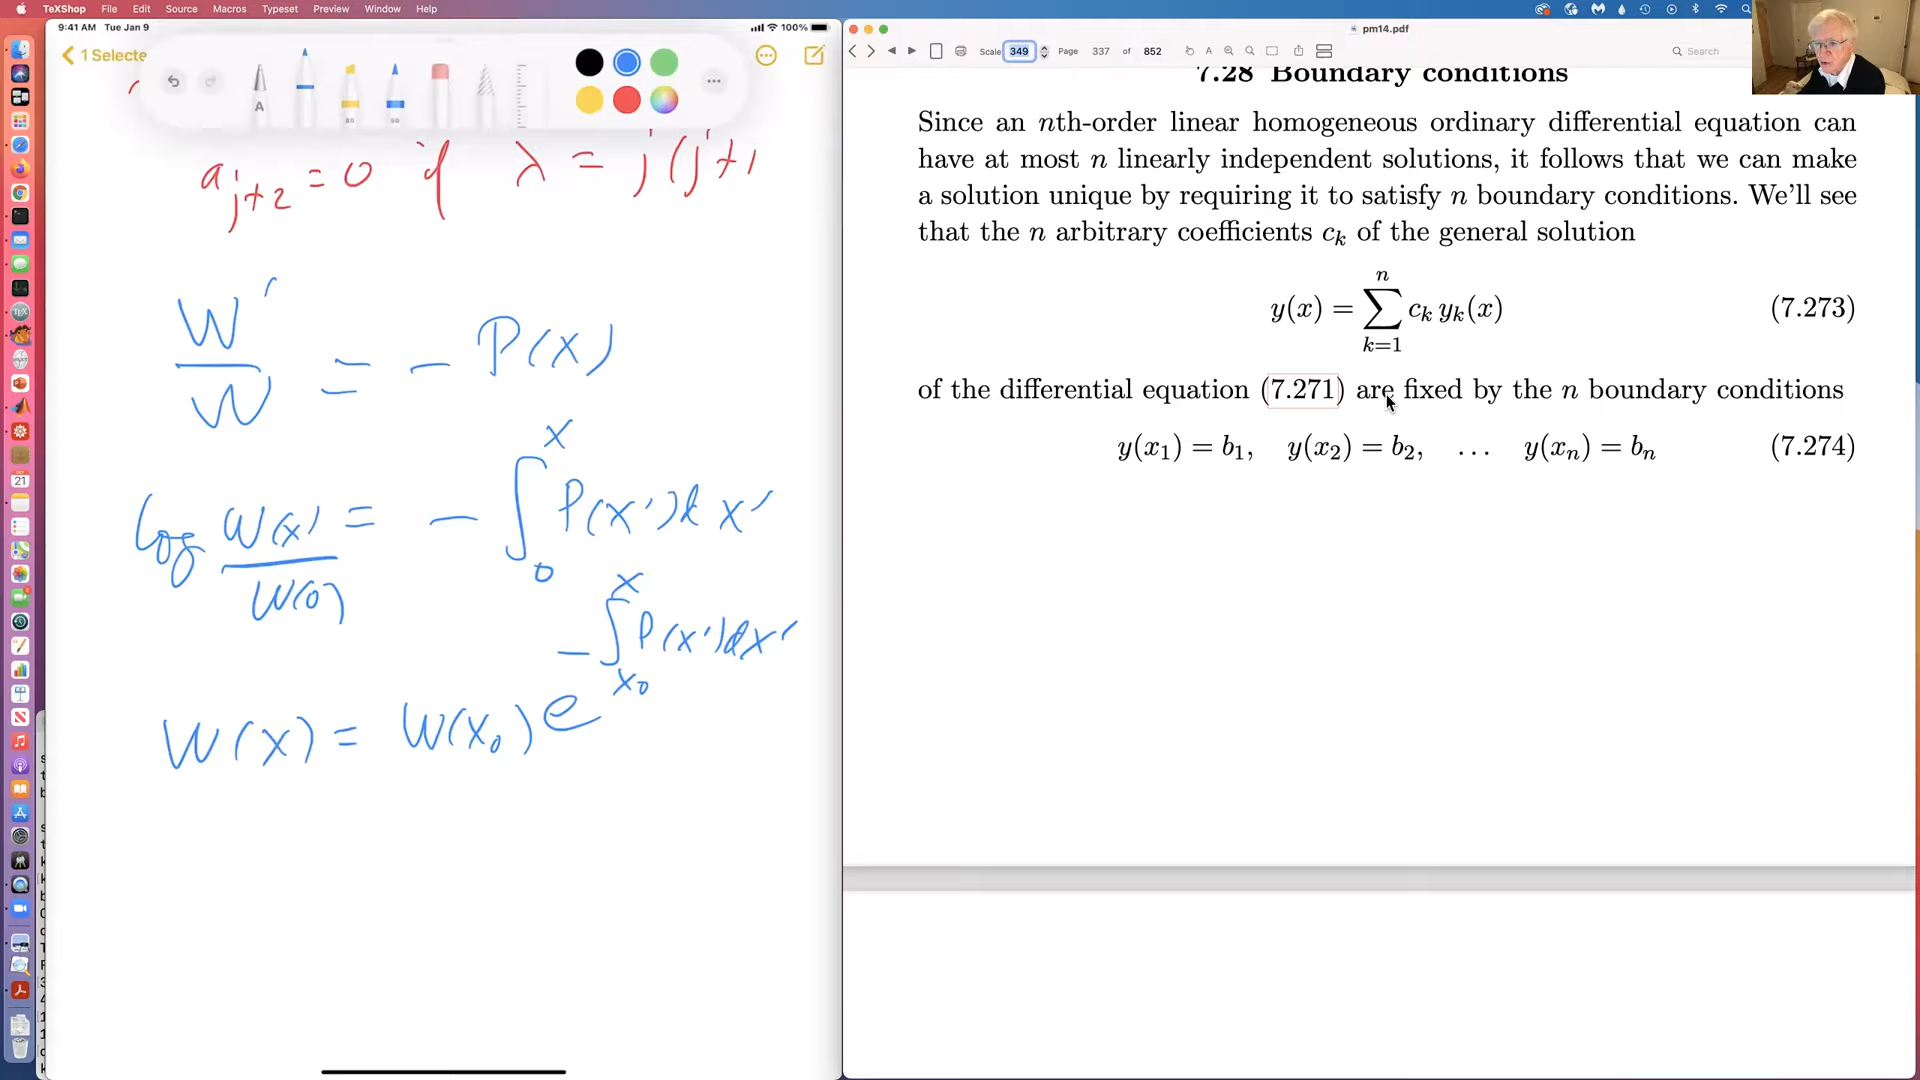 TeXShop File Edit Source Macros Typeset Preview Window Help
9:41 AM Tue Jan 9
100%
1 Selecte
A
80
50
a_{j+2} = 0 if λ = j(j+1
W′/W = − P(x)
log W(x)/W(0) = − ∫_0^x P(x′)dx′
W(x) = W(x_0) e^{−∫_{x_0}^x P(x′)dx′}
pm14.pdf
Scale 349 Page 337 of 852
Search
7.28 Boundary conditions
Since an nth-order linear homogeneous ordinary differential equation can
have at most n linearly independent solutions, it follows that we can make
a solution unique by requiring it to satisfy n boundary conditions. We’ll see
that the n arbitrary coefficients c_k of the general solution
y(x) = ∑_{k=1}^{n} c_k y_k(x) (7.273)
of the differential equation (7.271) are fixed by the n boundary conditions
y(x_1) = b_1, y(x_2) = b_2, … y(x_n) = b_n (7.274)